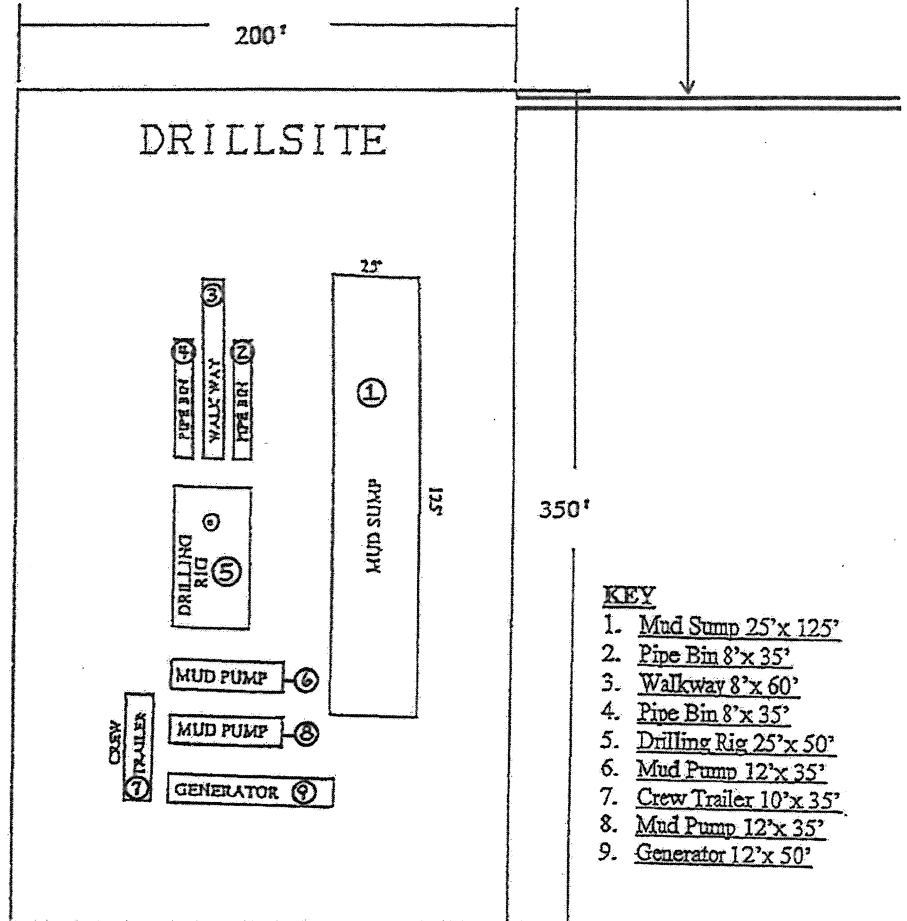 200'
DRILLSITE
25'
3
4
2
PIPE BIN
WALKWAY
PIPE BIN
1
MUD SUMP
125'
350'
DRILLING
RIG
5
MUD PUMP
6
MUD PUMP
8
CREW
TRAILER
7
GENERATOR
9
KEY
1. Mud Sump 25'x 125'
2. Pipe Bin 8'x 35'
3. Walkway 8'x 60'
4. Pipe Bin 8'x 35'
5. Drilling Rig 25'x 50'
6. Mud Pump 12'x 35'
7. Crew Trailer 10'x 35'
8. Mud Pump 12'x 35'
9. Generator 12'x 50'